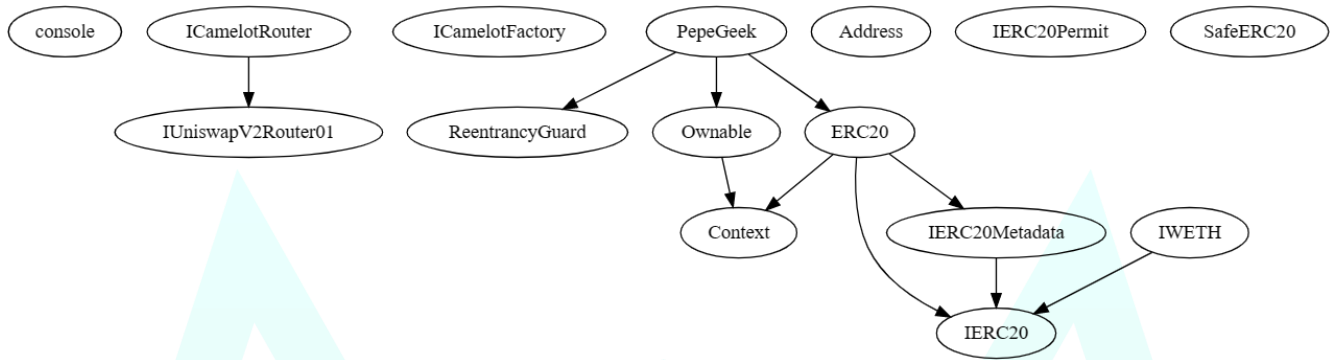 console
ICamelotRouter
ICamelotFactory
PepeGeek
Address
IERC20Permit
SafeERC20
IUniswapV2Router01
ReentrancyGuard
Ownable
ERC20
Context
IERC20Metadata
IWETH
IERC20